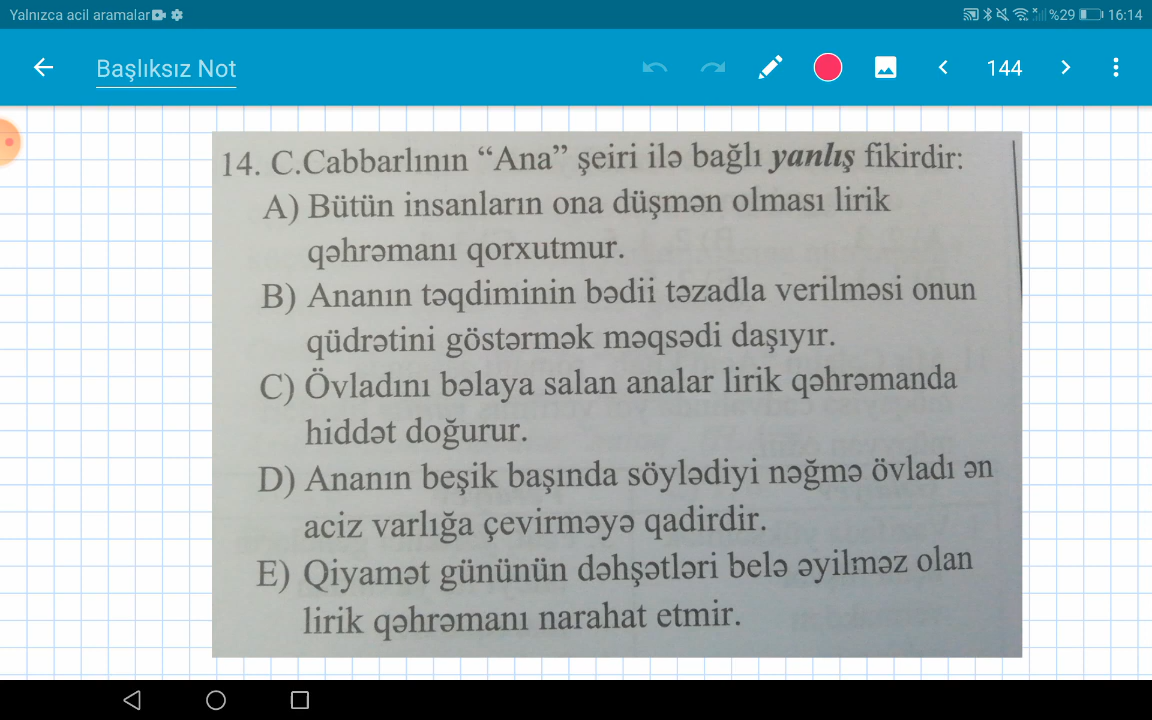 Yalnızca acil aramalar
%29 16:14
Başlıksız Not
144
14. C.Cabbarlının “Ana” şeiri ilə bağlı yanlış fikirdir:
A) Bütün insanların ona düşmən olması lirik
qəhrəmanı qorxutmur.
B) Ananın təqdiminin bədii təzadla verilməsi onun
qüdrətini göstərmək məqsədi daşıyır.
C) Övladını bəlaya salan analar lirik qəhrəmanda
hiddət doğurur.
D) Ananın beşik başında söylədiyi nəğmə övladı ən
aciz varlığa çevirməyə qadirdir.
E) Qiyamət gününün dəhşətləri belə əyilməz olan
lirik qəhrəmanı narahat etmir.